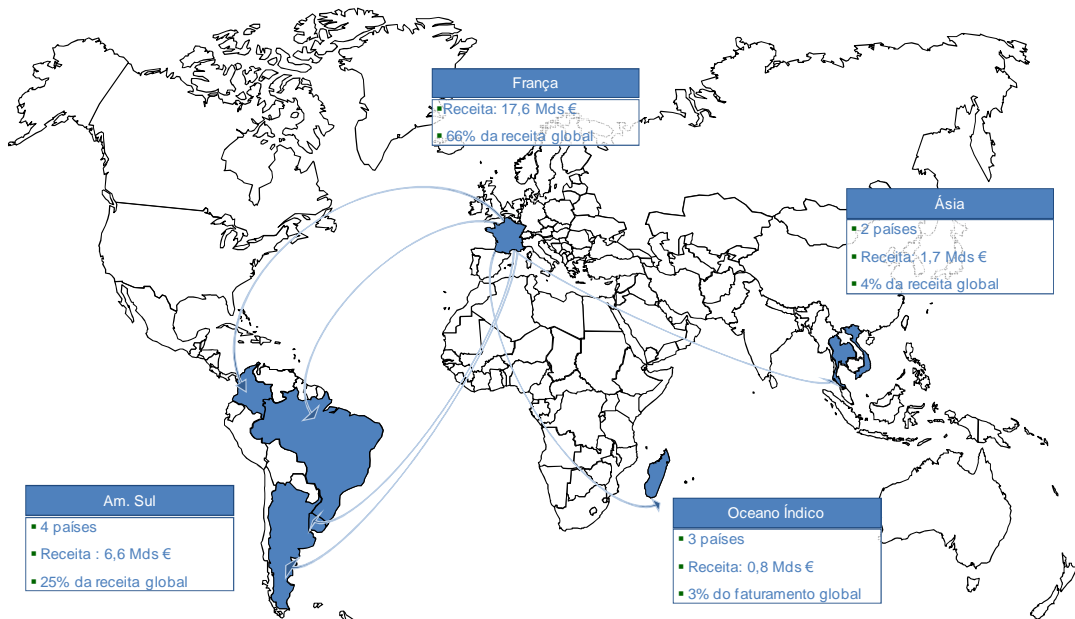 França
Receita: 17,6 Mds €
66% da receita global
Ásia
2 países
Receita: 1,7 Mds €
4% da receita global
Am. Sul
4 países
Receita : 6,6 Mds €
25% da receita global
Oceano Índico
3 países
Receita: 0,8 Mds €
3% do faturamento global